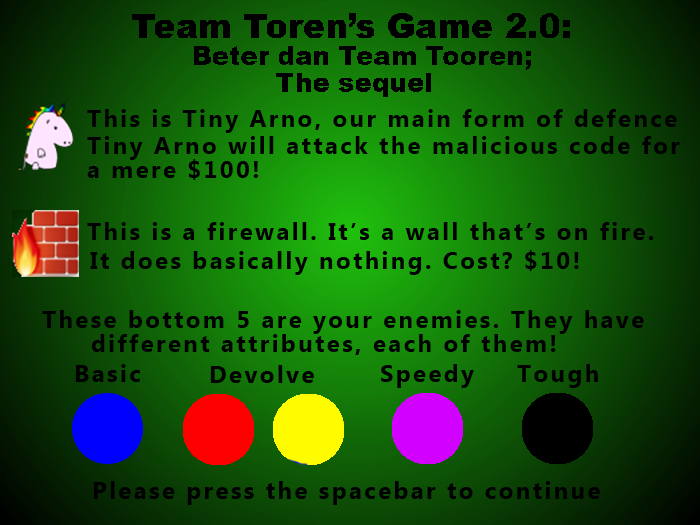 Team Toren's Game 2.0:
Beter dan Team Tooren;
The sequel
This is Tiny Arno, our main form of defence
Tiny Arno will attack the malicious code for
a mere $100!
This is a firewall. It's a wall that's on fire.
It does basically nothing. Cost? $10!
These bottom 5 are your enemies. They have
different attributes, each of them!
Basic Devolve Speedy Tough
Please press the spacebar to continue